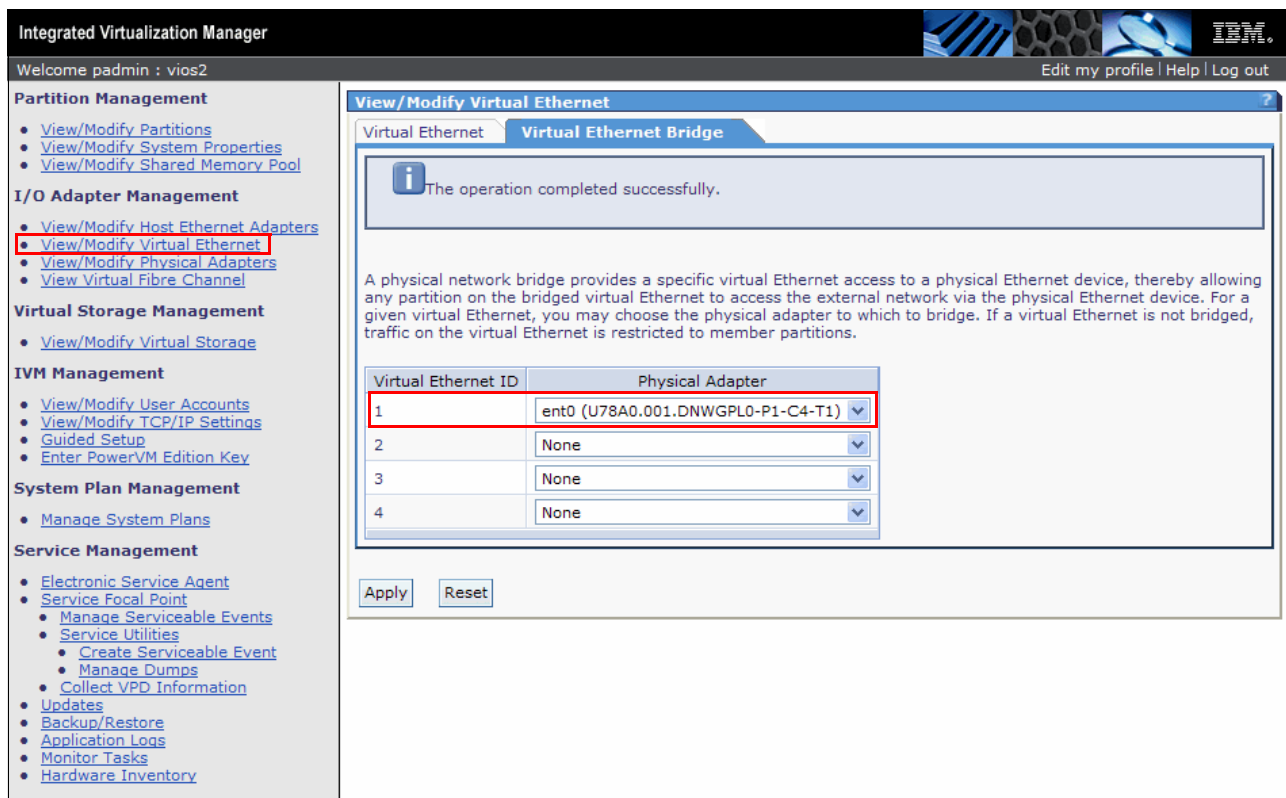 Integrated Virtualization Manager
IBM.
Welcome padmin : vios2
Edit my profile | Help | Log out
Partition Management
View/Modify Partitions
View/Modify System Properties
View/Modify Shared Memory Pool
I/O Adapter Management
View/Modify Host Ethernet Adapters
View/Modify Virtual Ethernet
View/Modify Physical Adapters
View Virtual Fibre Channel
Virtual Storage Management
View/Modify Virtual Storage
IVM Management
View/Modify User Accounts
View/Modify TCP/IP Settings
Guided Setup
Enter PowerVM Edition Key
System Plan Management
Manage System Plans
Service Management
Electronic Service Agent
Service Focal Point
Manage Serviceable Events
Service Utilities
Create Serviceable Event
Manage Dumps
Collect VPD Information
Updates
Backup/Restore
Application Logs
Monitor Tasks
Hardware Inventory
View/Modify Virtual Ethernet
?
Virtual Ethernet
Virtual Ethernet Bridge
i
The operation completed successfully.
A physical network bridge provides a specific virtual Ethernet access to a physical Ethernet device, thereby allowing
any partition on the bridged virtual Ethernet to access the external network via the physical Ethernet device. For a
given virtual Ethernet, you may choose the physical adapter to which to bridge. If a virtual Ethernet is not bridged,
traffic on the virtual Ethernet is restricted to member partitions.
Virtual Ethernet ID Physical Adapter
1 ent0 (U78A0.001.DNWGPL0-P1-C4-T1)
2 None
3 None
4 None
Apply Reset